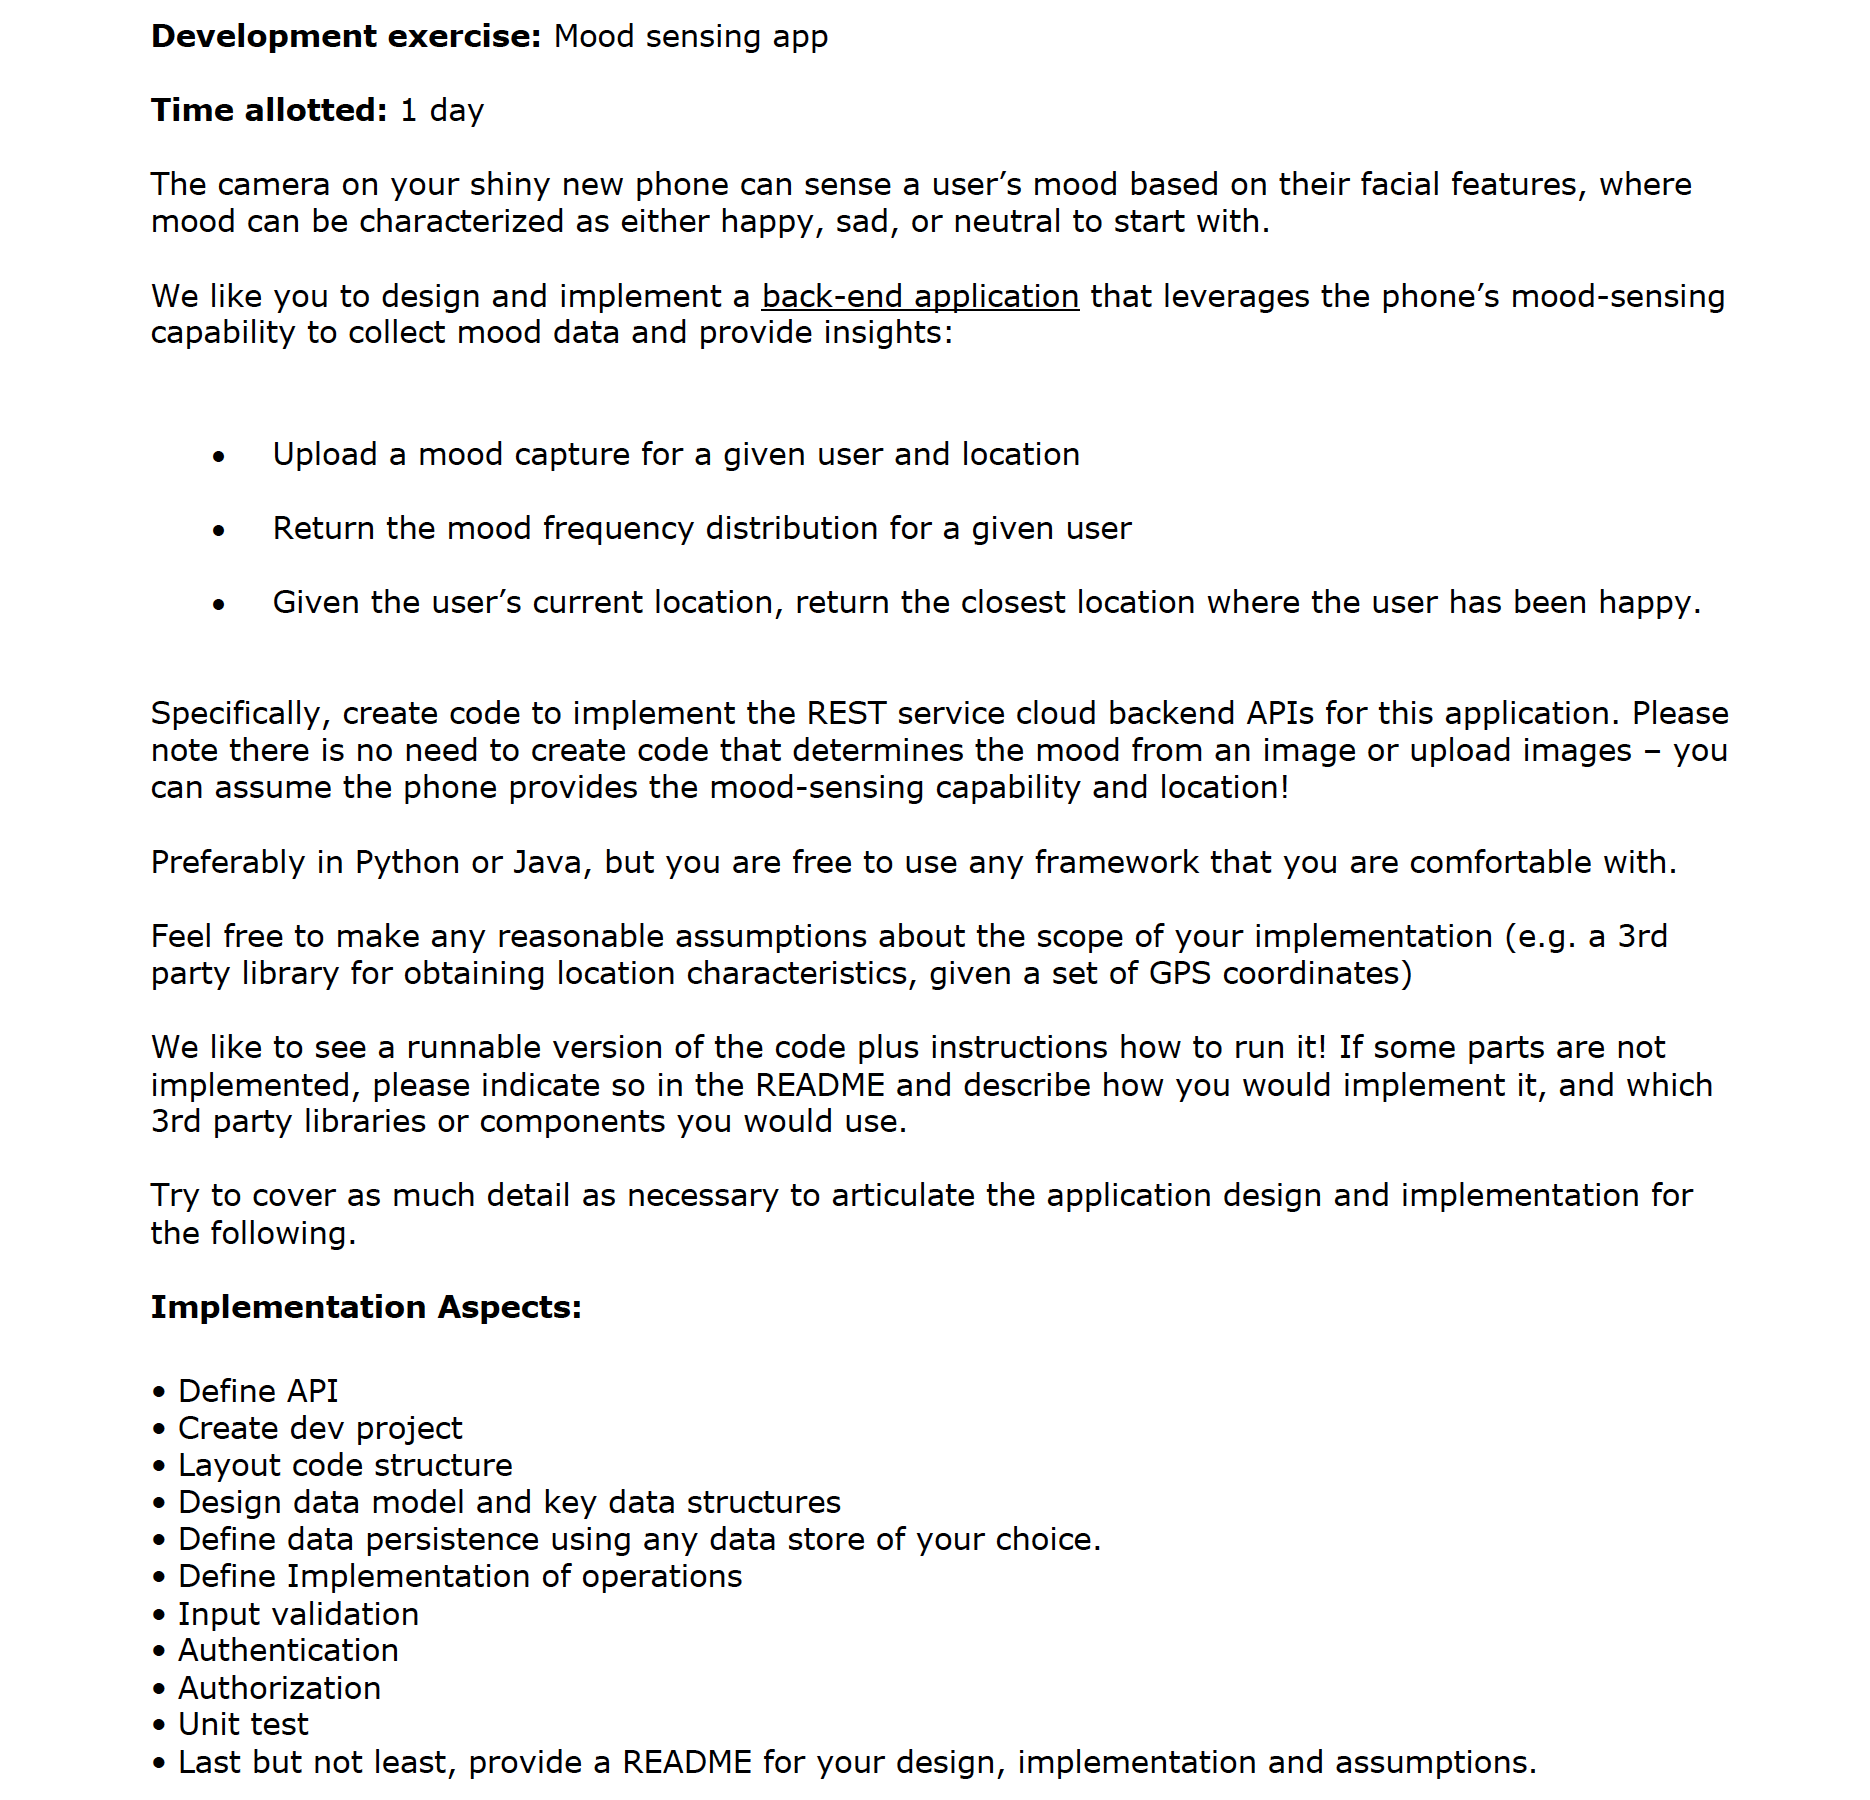 Development exercise: Mood sensing app
Time allotted: 1 day
The camera on your shiny new phone can sense a user’s mood based on their facial features, where
mood can be characterized as either happy, sad, or neutral to start with.
We like you to design and implement a back-end application that leverages the phone’s mood-sensing
capability to collect mood data and provide insights:
• Upload a mood capture for a given user and location
• Return the mood frequency distribution for a given user
• Given the user’s current location, return the closest location where the user has been happy.
Specifically, create code to implement the REST service cloud backend APIs for this application. Please
note there is no need to create code that determines the mood from an image or upload images – you
can assume the phone provides the mood-sensing capability and location!
Preferably in Python or Java, but you are free to use any framework that you are comfortable with.
Feel free to make any reasonable assumptions about the scope of your implementation (e.g. a 3rd
party library for obtaining location characteristics, given a set of GPS coordinates)
We like to see a runnable version of the code plus instructions how to run it! If some parts are not
implemented, please indicate so in the README and describe how you would implement it, and which
3rd party libraries or components you would use.
Try to cover as much detail as necessary to articulate the application design and implementation for
the following.
Implementation Aspects:
• Define API
• Create dev project
• Layout code structure
• Design data model and key data structures
• Define data persistence using any data store of your choice.
• Define Implementation of operations
• Input validation
• Authentication
• Authorization
• Unit test
• Last but not least, provide a README for your design, implementation and assumptions.